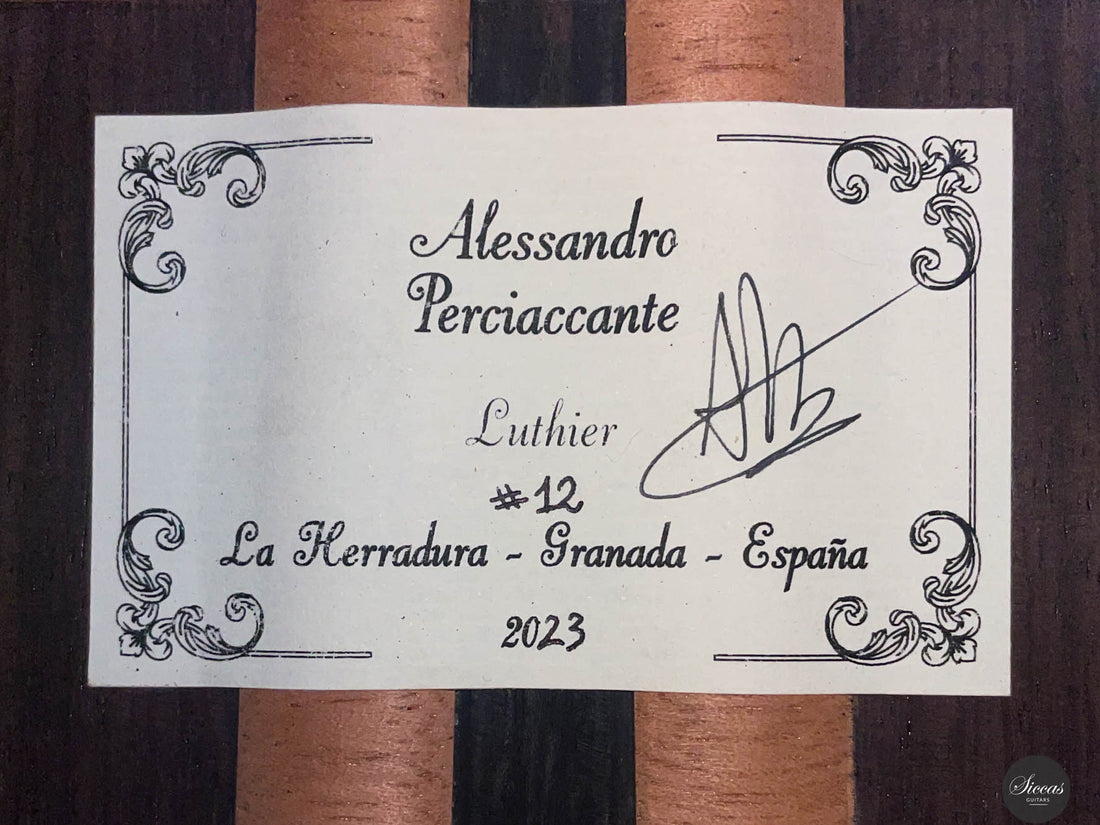 Alessandro
Perciaccante
Luthier
#12
La Herradura - Granada - España
2023
Siccas
GUITARS